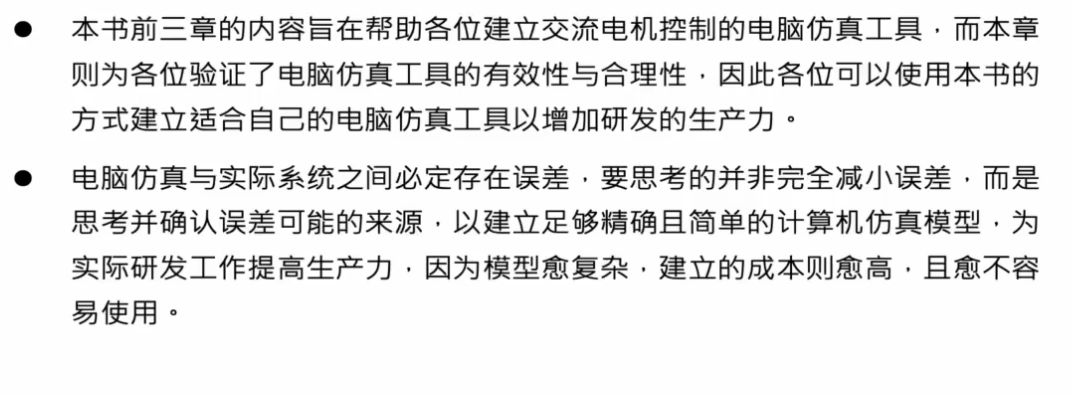 ● 本书前三章的内容旨在帮助各位建立交流电机控制的电脑仿真工具，而本章
则为各位验证了电脑仿真工具的有效性与合理性，因此各位可以使用本书的
方式建立适合自己的电脑仿真工具以增加研发的生产力。
● 电脑仿真与实际系统之间必定存在误差，要思考的并非完全减小误差，而是
思考并确认误差可能的来源，以建立足够精确且简单的计算机仿真模型，为
实际研发工作提高生产力，因为模型愈复杂，建立的成本则愈高，且愈不容
易使用。